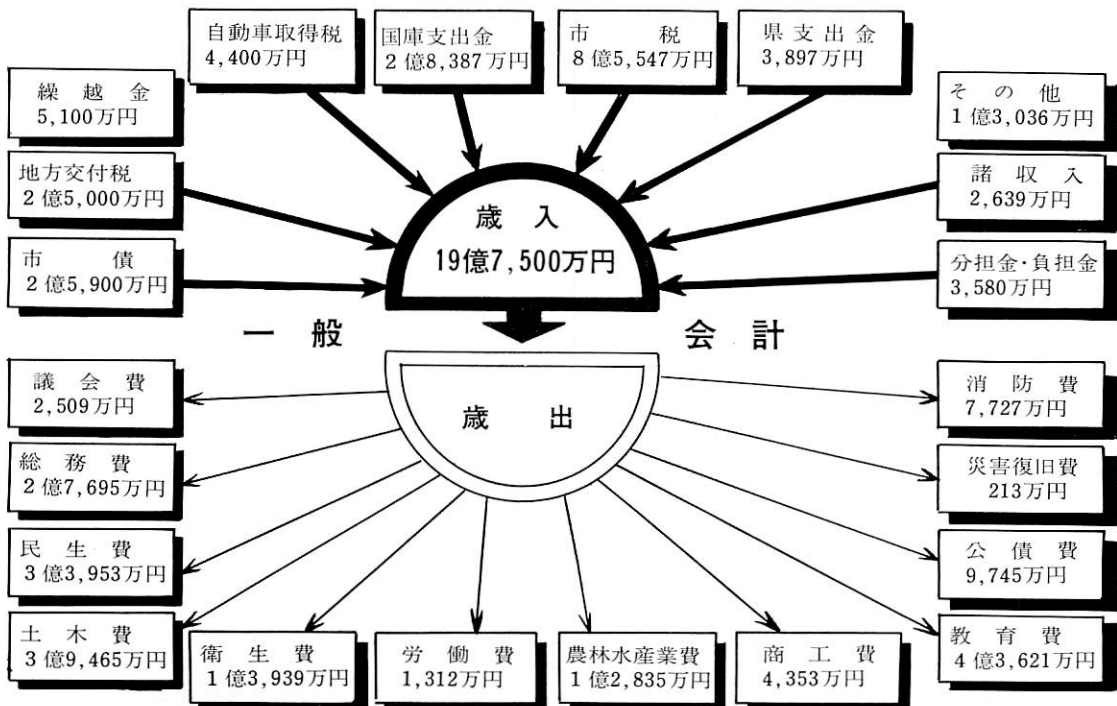 自動車取得税
4,400万円
国庫支出金
2億8,387万円
市税
8億5,547万円
県支出金
3,897万円
繰越金
5,100万円
その他
1億3,036万円
地方交付税
2億5,000万円
諸収入
2,639万円
市債
2億5,900万円
分担金・負担金
3,580万円
歳入
19億7,500万円
一般会計
歳出
議会費
2,509万円
消防費
7,727万円
総務費
2億7,695万円
災害復旧費
213万円
民生費
3億3,953万円
公債費
9,745万円
土木費
3億9,465万円
衛生費
1億3,939万円
労働費
1,312万円
農林水産業費
1億2,835万円
商工費
4,353万円
教育費
4億3,621万円